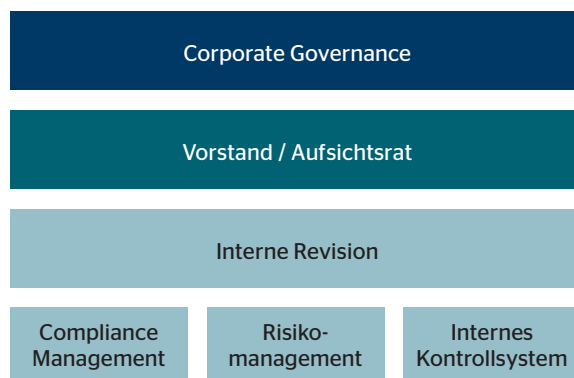 Corporate Governance
Vorstand / Aufsichtsrat
Interne Revision
Compliance
Management
Risiko-
management
Internes
Kontrollsystem